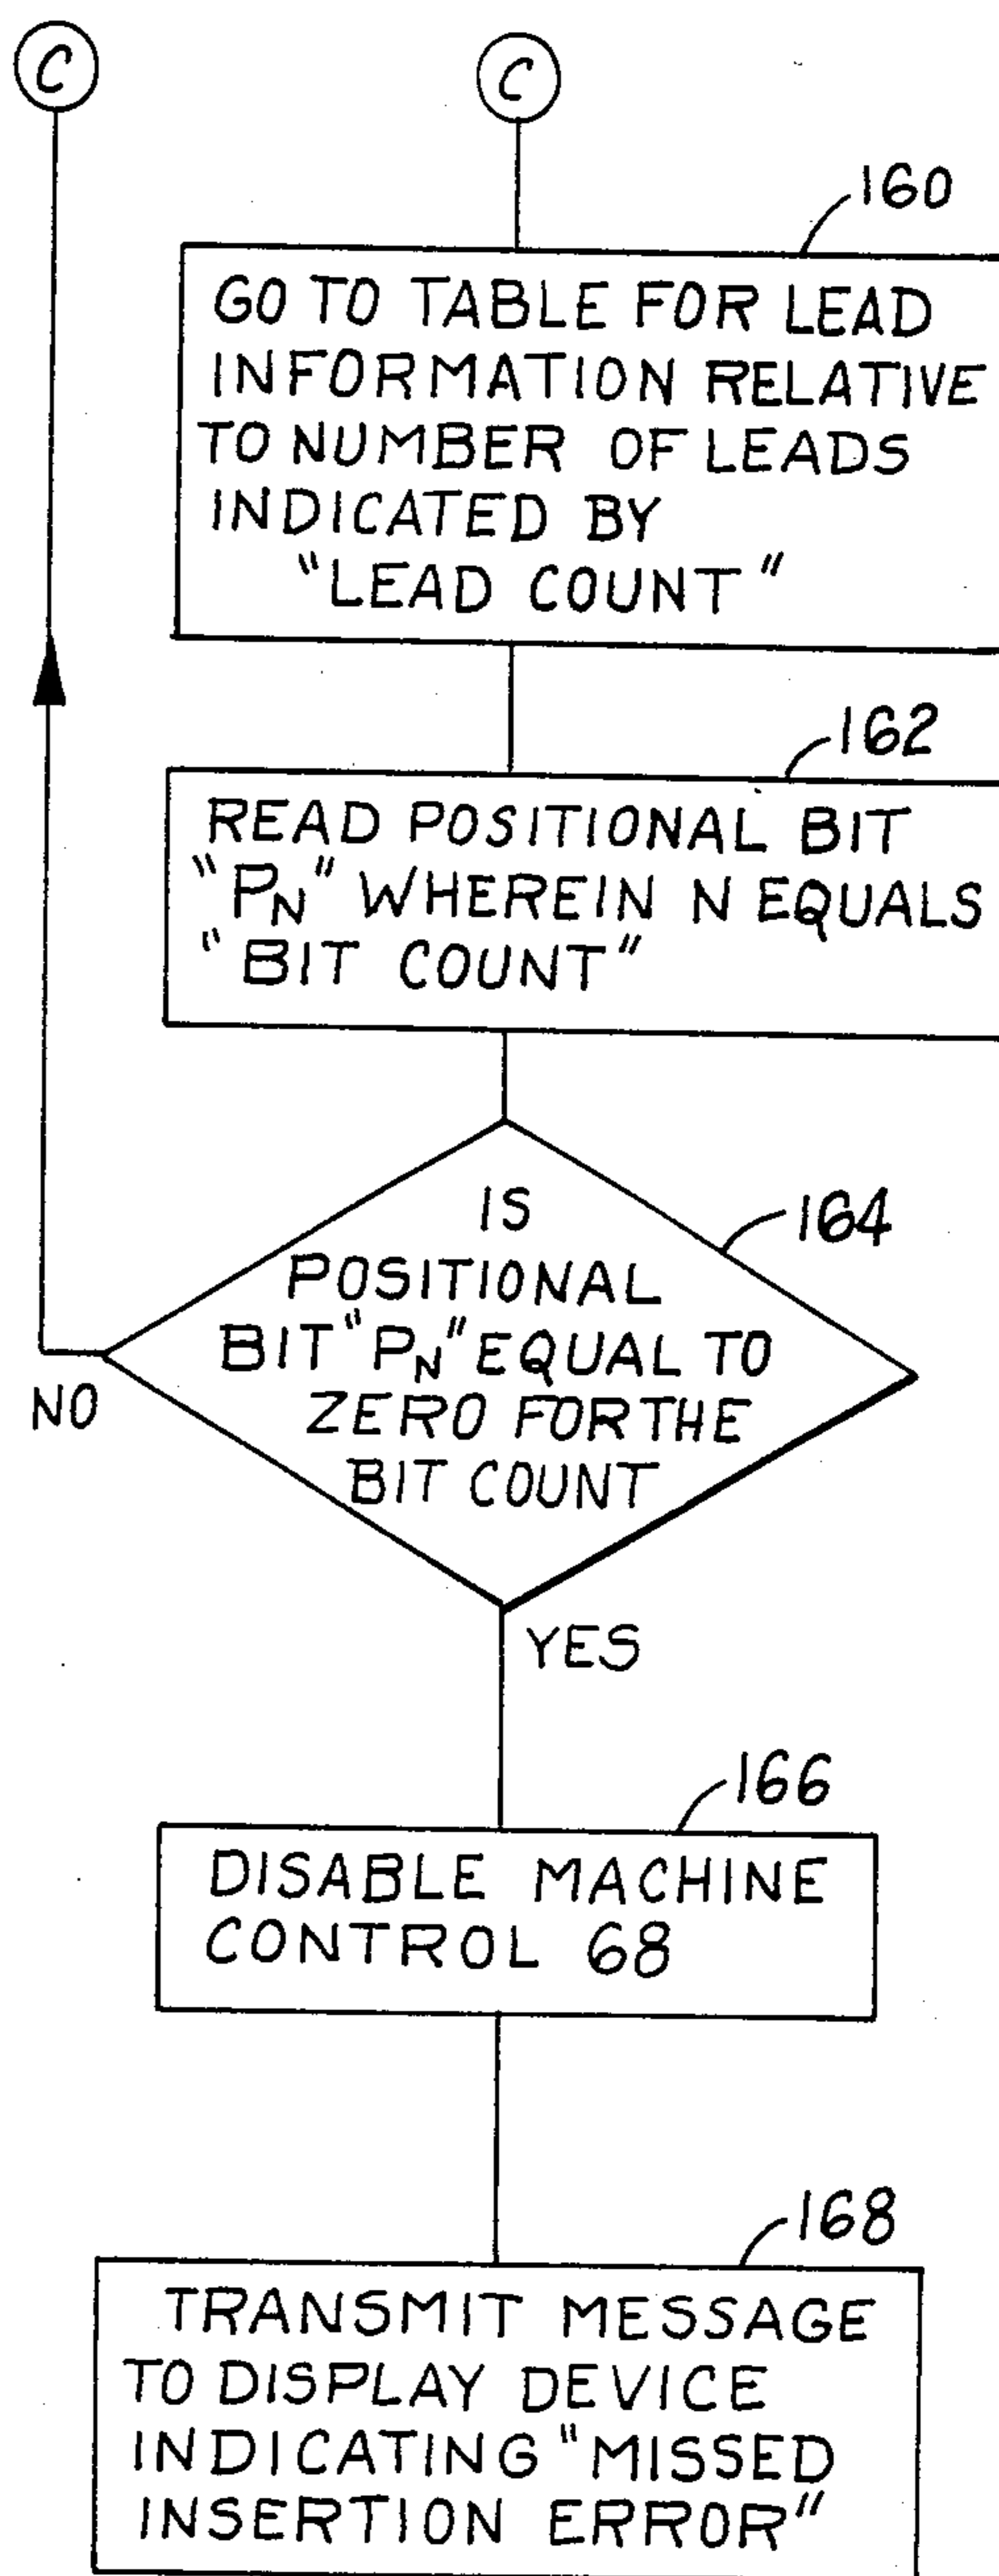 C
C
160
GO TO TABLE FOR LEAD
INFORMATION RELATIVE
TO NUMBER OF LEADS
INDICATED BY
"LEAD COUNT"
162
READ POSITIONAL BIT
"PN" WHEREIN N EQUALS
"BIT COUNT"
164
IS
POSITIONAL
BIT "PN" EQUAL TO
ZERO FOR THE
BIT COUNT
NO
YES
166
DISABLE MACHINE
CONTROL 68
168
TRANSMIT MESSAGE
TO DISPLAY DEVICE
INDICATING "MISSED
INSERTION ERROR"